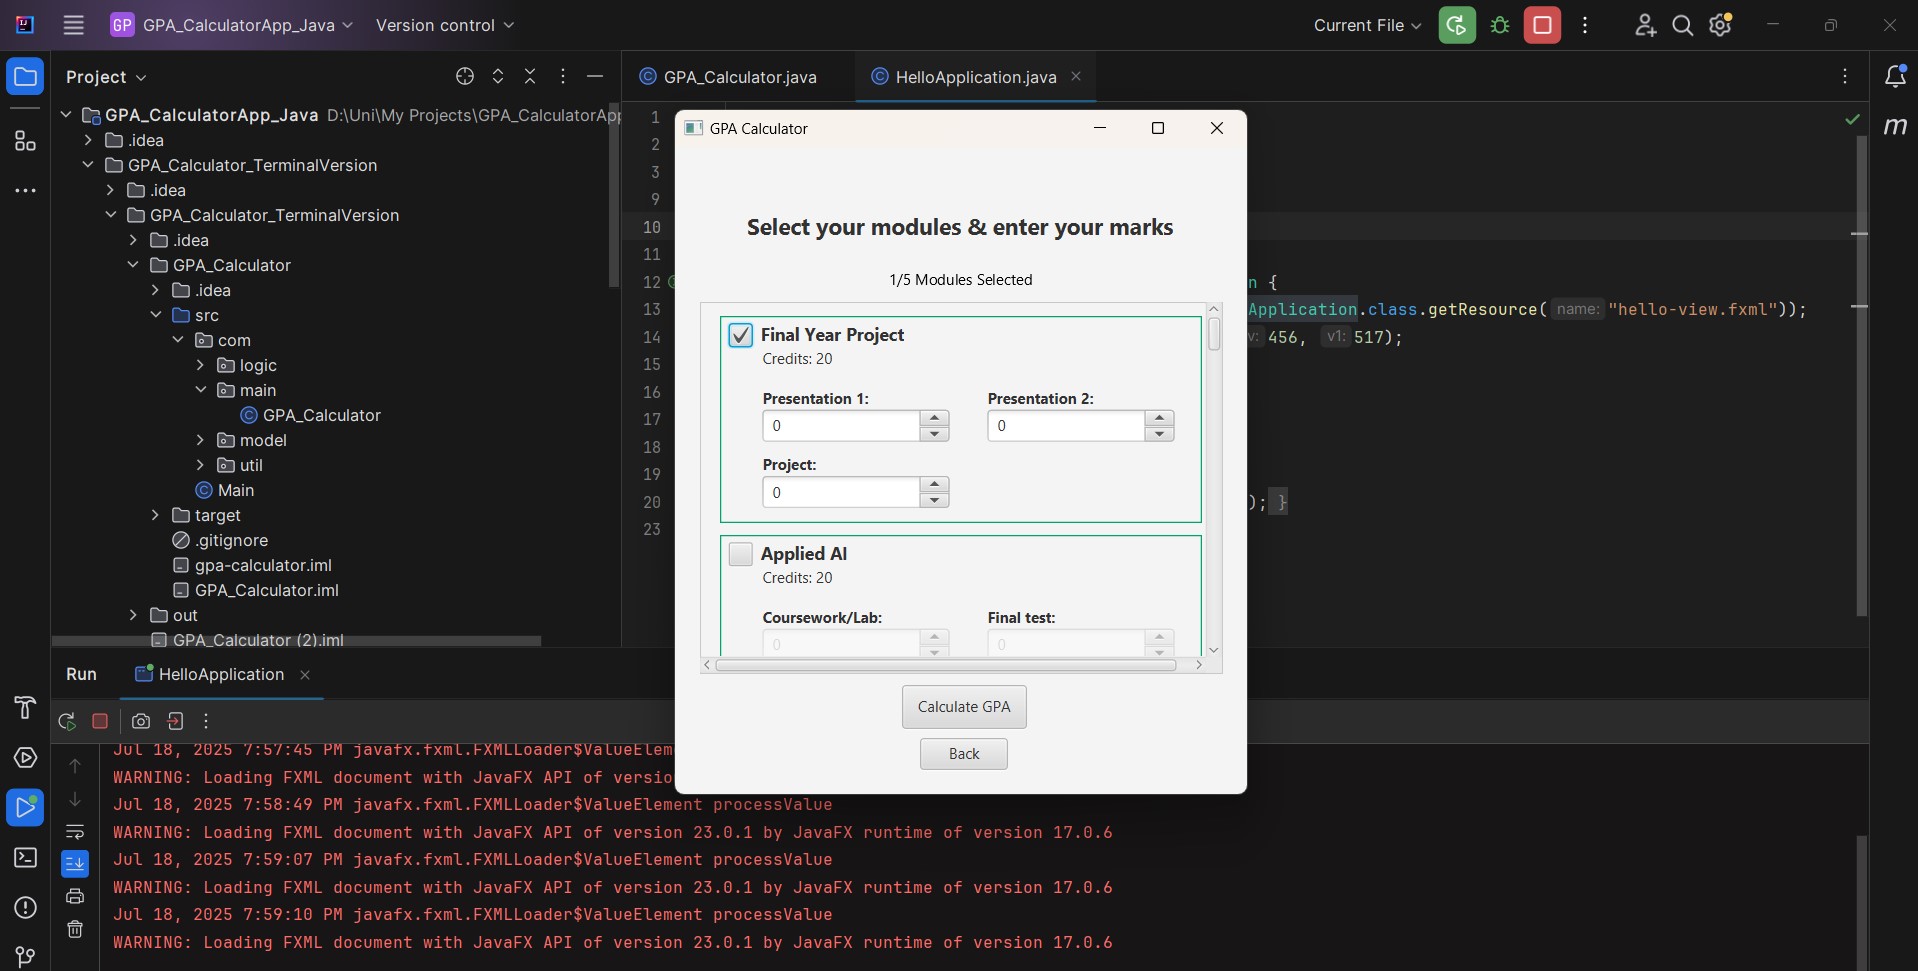 GP GPA_CalculatorApp_Java Version control Current File
Project
GPA_Calculator.java HelloApplication.java
GPA_CalculatorApp_Java D:\Uni\My Projects\GPA_CalculatorApp
.idea
GPA_Calculator_TerminalVersion
.idea
GPA_Calculator_TerminalVersion
.idea
GPA_Calculator
.idea
src
com
logic
main
GPA_Calculator
model
util
Main
target
.gitignore
gpa-calculator.iml
GPA_Calculator.iml
out
GPA_Calculator (2).iml
1
2
3
9
10
11
12 n {
13 Application.class.getResource( name: "hello-view.fxml"));
14 v: 456, v1: 517);
15
16
17
18
19
20 ); }
23
GPA Calculator
Select your modules & enter your marks
1/5 Modules Selected
Final Year Project
Credits: 20
Presentation 1: Presentation 2:
0 0
Project:
0
Applied AI
Credits: 20
Coursework/Lab: Final test:
0 0
Calculate GPA
Back
Run HelloApplication
Jul 18, 2025 7:57:45 PM javafx.fxml.FXMLLoader$ValueElem
WARNING: Loading FXML document with JavaFX API of versio
Jul 18, 2025 7:58:49 PM javafx.fxml.FXMLLoader$ValueElement processValue
WARNING: Loading FXML document with JavaFX API of version 23.0.1 by JavaFX runtime of version 17.0.6
Jul 18, 2025 7:59:07 PM javafx.fxml.FXMLLoader$ValueElement processValue
WARNING: Loading FXML document with JavaFX API of version 23.0.1 by JavaFX runtime of version 17.0.6
Jul 18, 2025 7:59:10 PM javafx.fxml.FXMLLoader$ValueElement processValue
WARNING: Loading FXML document with JavaFX API of version 23.0.1 by JavaFX runtime of version 17.0.6